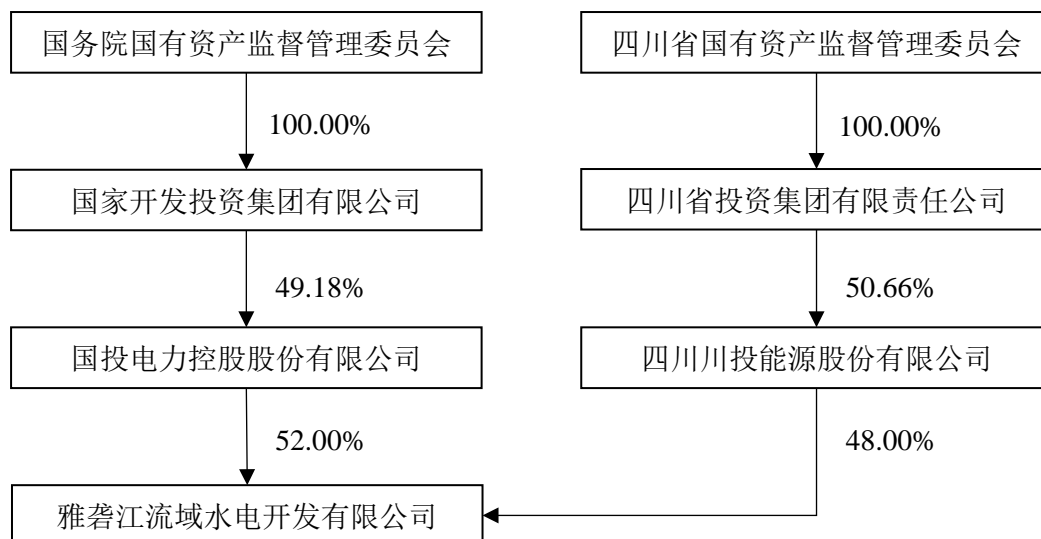 国务院国有资产监督管理委员会
四川省国有资产监督管理委员会
100.00%
100.00%
国家开发投资集团有限公司
四川省投资集团有限责任公司
49.18%
50.66%
国投电力控股股份有限公司
四川川投能源股份有限公司
52.00%
48.00%
雅砻江流域水电开发有限公司